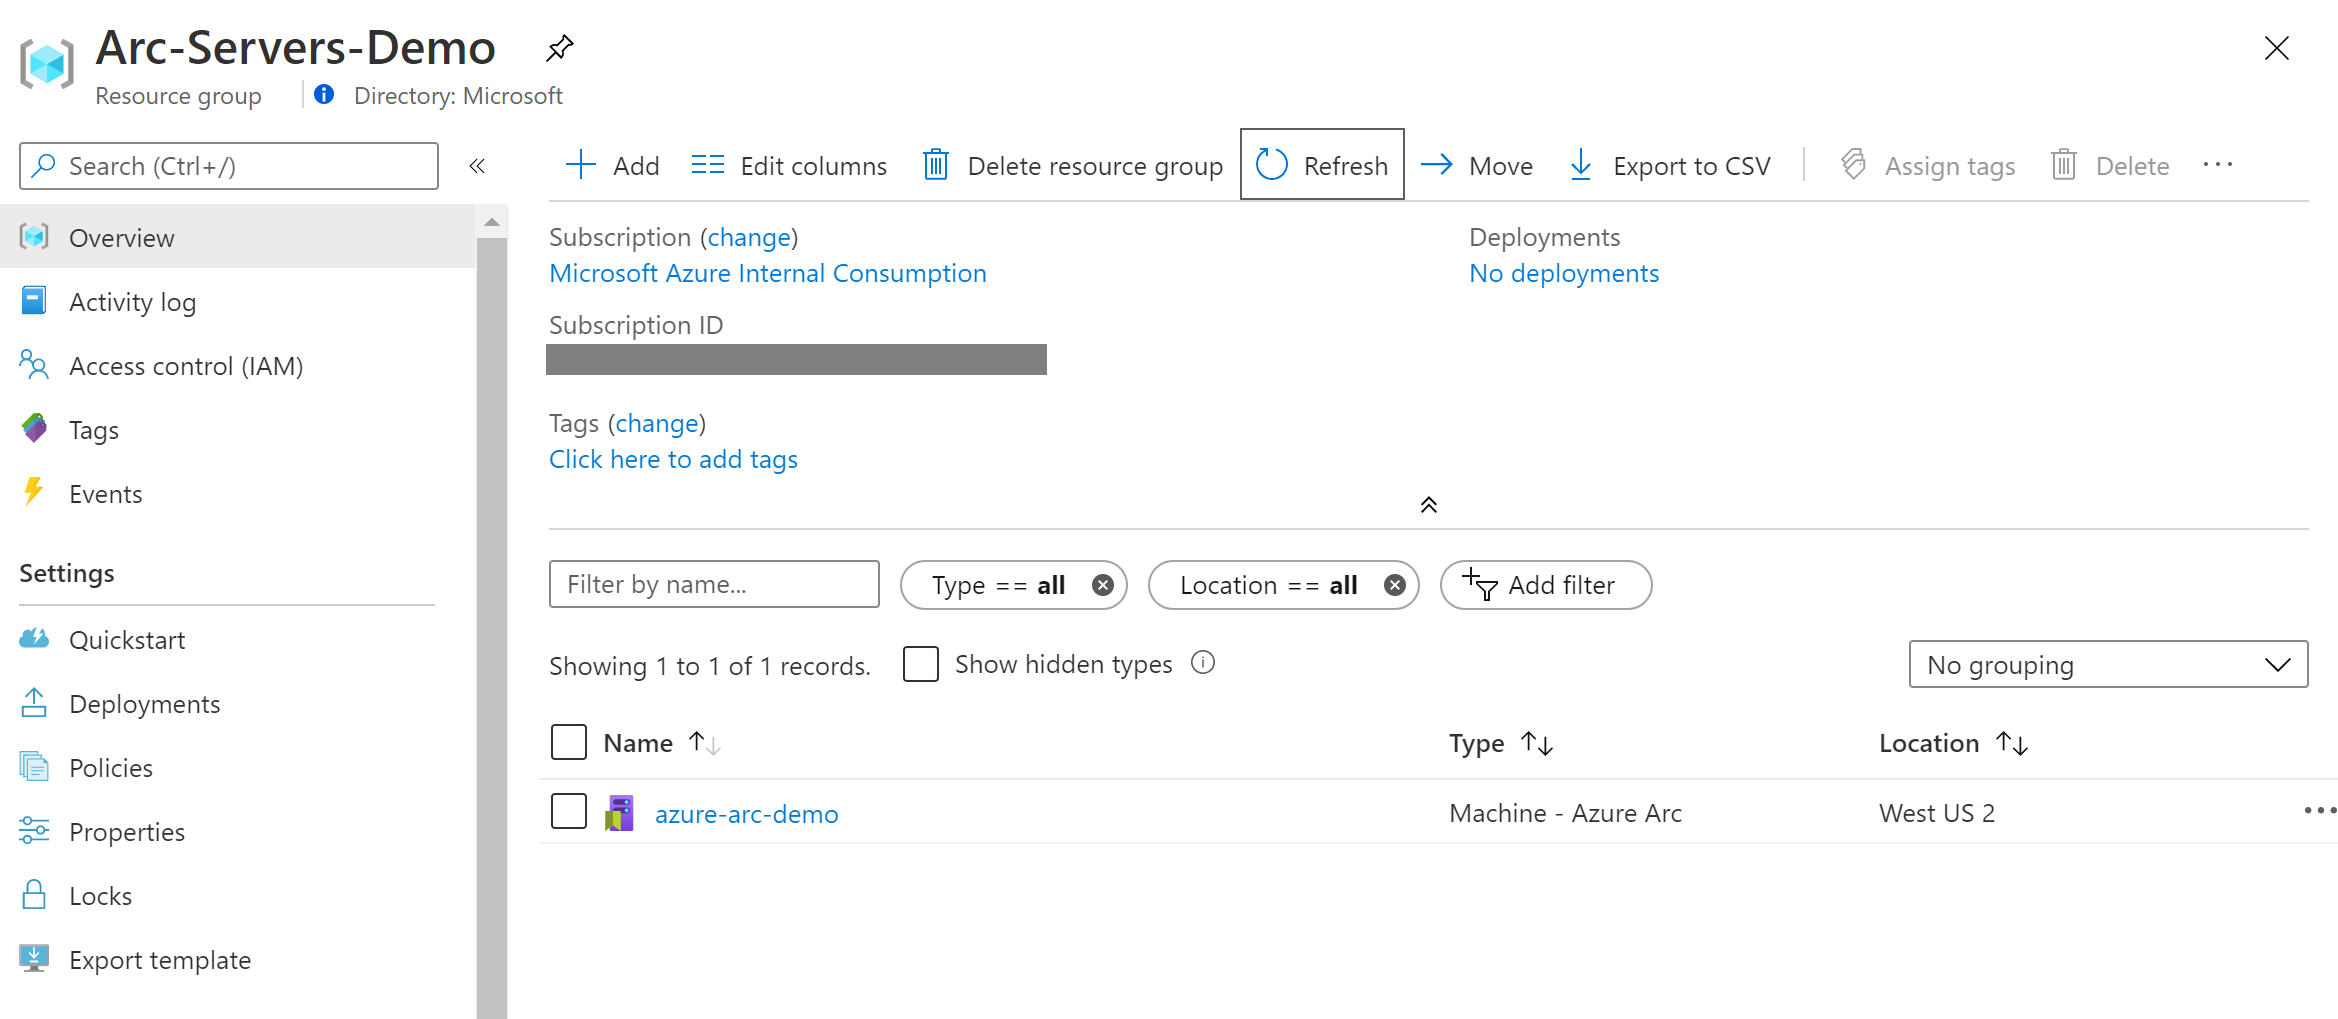 Arc-Servers-Demo
Resource group
Directory: Microsoft
Search (Ctrl+/)
«
Add
Edit columns
Delete resource group
Refresh
Move
Export to CSV
Assign tags
Delete
...
Overview
Activity log
Access control (IAM)
Tags
Events
Settings
Quickstart
Deployments
Policies
Properties
Locks
Export template
Subscription (change)
Microsoft Azure Internal Consumption
Deployments
No deployments
Subscription ID
Tags (change)
Click here to add tags
Filter by name...
Type == all
Location == all
Add filter
Showing 1 to 1 of 1 records.
Show hidden types
No grouping
Name
Type
Location
azure-arc-demo
Machine - Azure Arc
West US 2